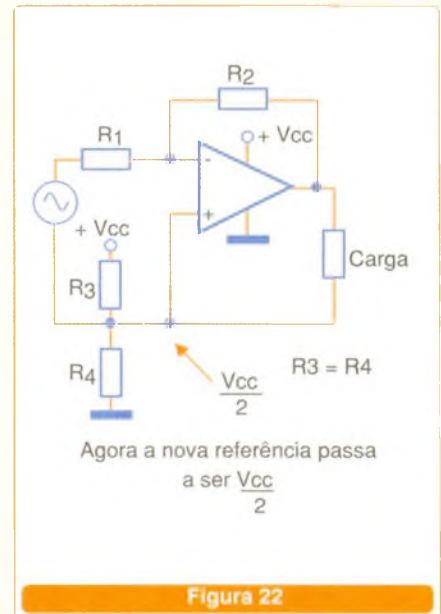 R2
R1
+ Vcc
-
+
+ Vcc
Carga
R3
R4
Vcc
2
R3 = R4
Agora a nova referência passa
a ser Vcc
2
Figura 22